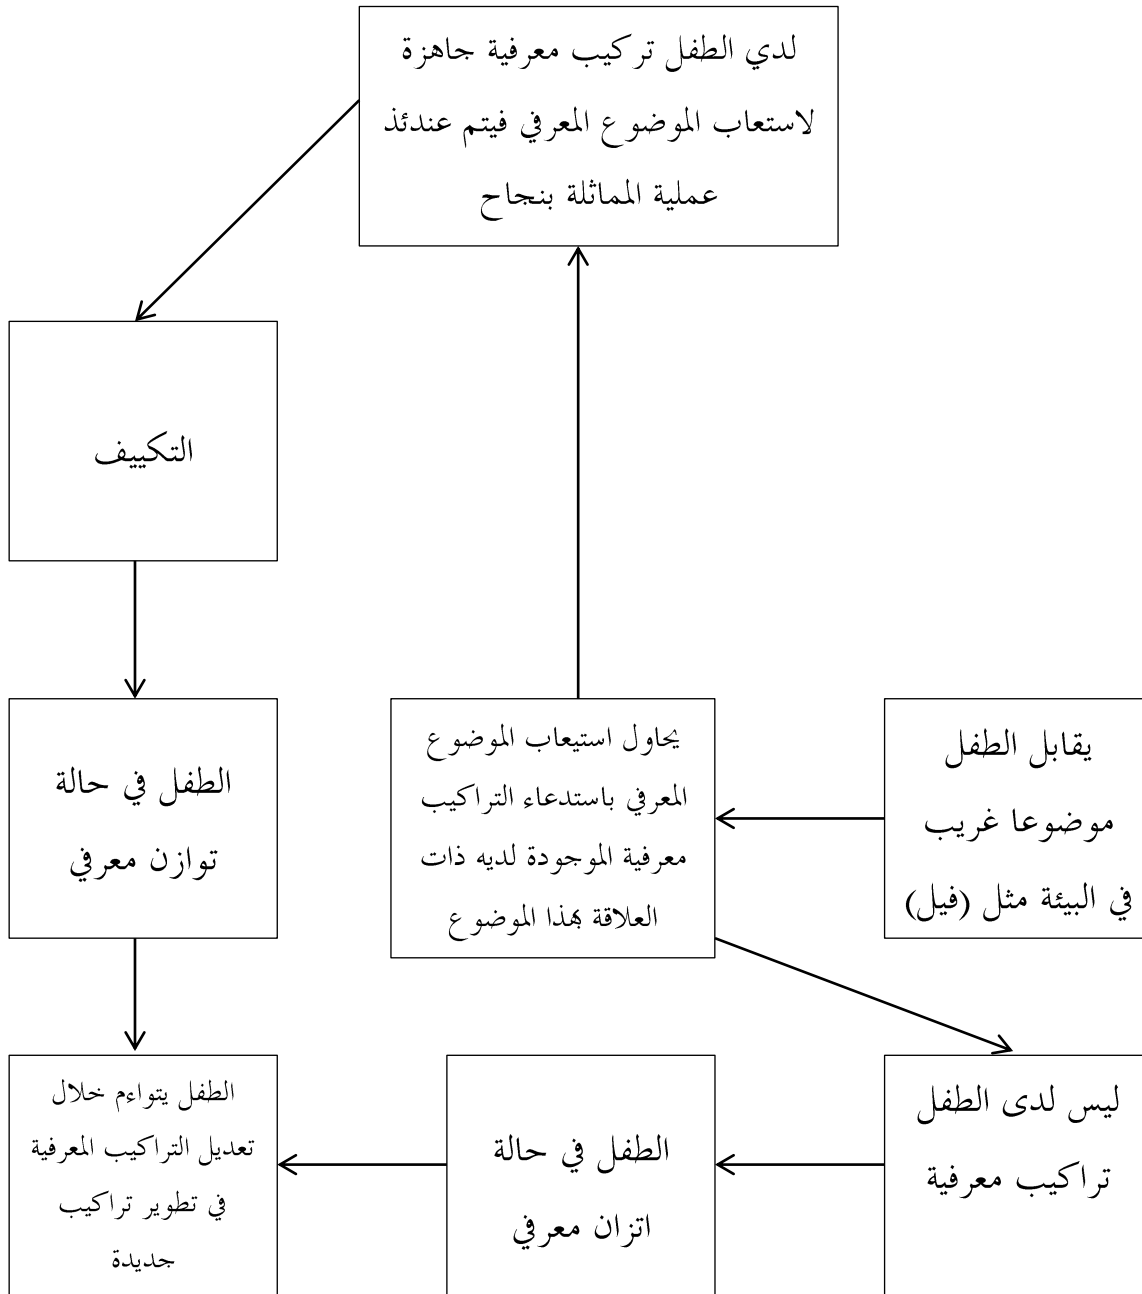 لدي الطفل تركيب معرفية جاهزة
لاستعاب الموضوع المعرفي فيتم عندئذ
عملية المماثلة بنجاح
التكييف
يقابل الطفل
موضوعا غريب
في البيئة مثل (فيل)
يحاول استيعاب الموضوع
المعرفي باستدعاء التراكيب
معرفية الموجودة لديه ذات
العلاقة بهذا الموضوع
الطفل في حالة
توازن معرفي
ليس لدى الطفل
تراكيب معرفية
الطفل في حالة
اتزان معرفي
الطفل يتواءم خلال
تعديل التراكيب المعرفية
في تطوير تراكيب
جديدة